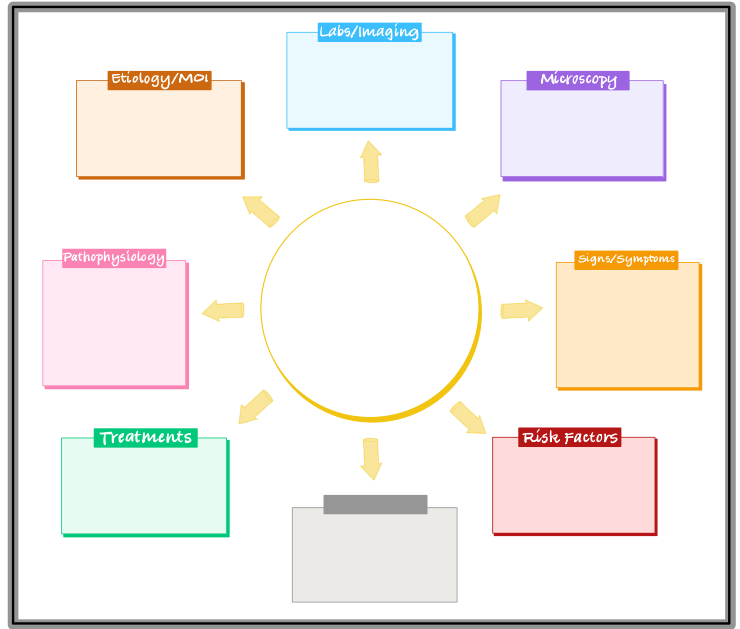 Labs/Imaging
Etiology/MOI
Microscopy
Pathophysiology
Signs/Symptoms
Treatments
Risk Factors